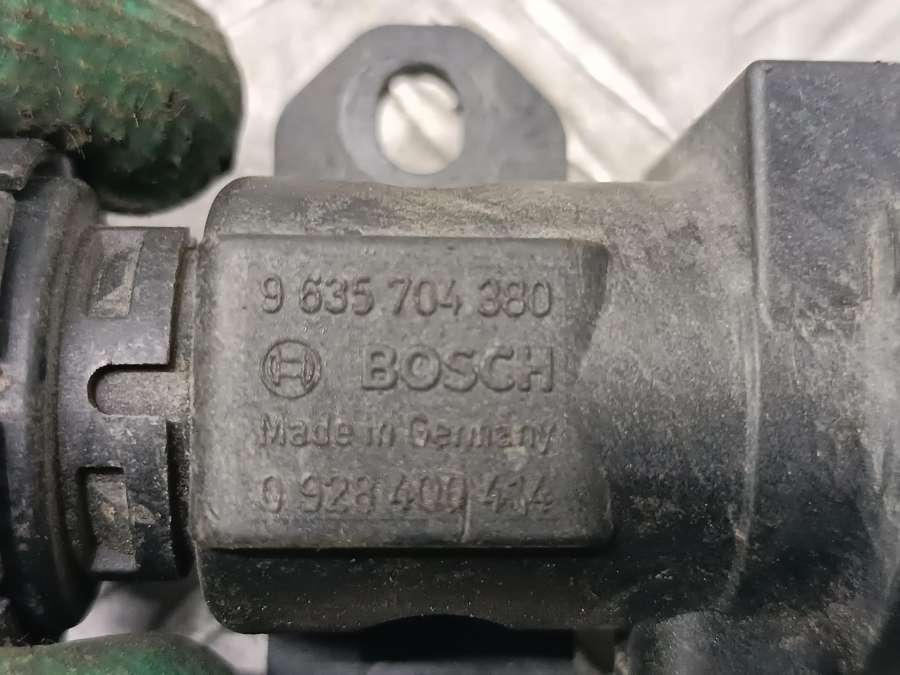 9 635 704 380
BOSCH
Made in Germany
0 928 400 414